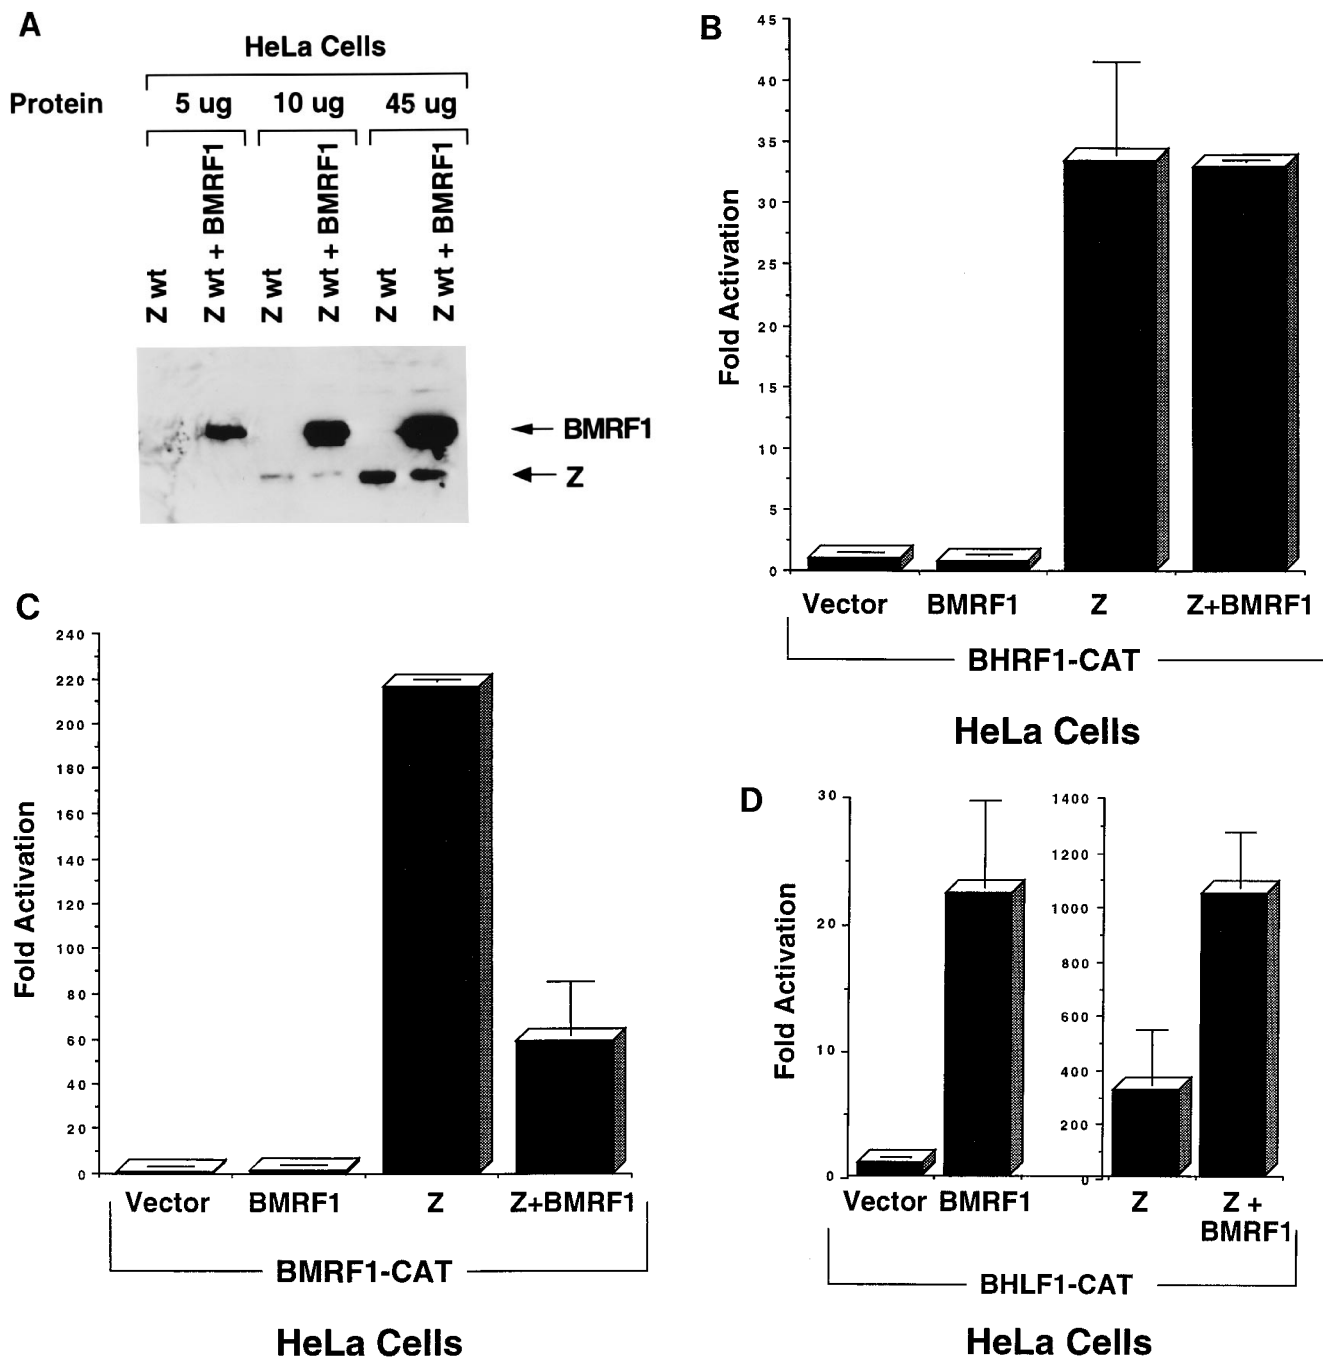 A
HeLa Cells
Protein 5 ug 10 ug 45 ug
Z wt
Z wt + BMRF1
Z wt
Z wt + BMRF1
Z wt
Z wt + BMRF1
BMRF1
Z
B
Fold Activation
45
40
35
30
25
20
15
10
5
0
Vector BMRF1 Z Z+BMRF1
BHRF1-CAT
HeLa Cells
C
Fold Activation
240
220
200
180
160
140
120
100
80
60
40
20
0
Vector BMRF1 Z Z+BMRF1
BMRF1-CAT
HeLa Cells
D
Fold Activation
30
20
10
0
1400
1200
1000
800
600
400
200
0
Vector BMRF1 Z Z +
BMRF1
BHLF1-CAT
HeLa Cells